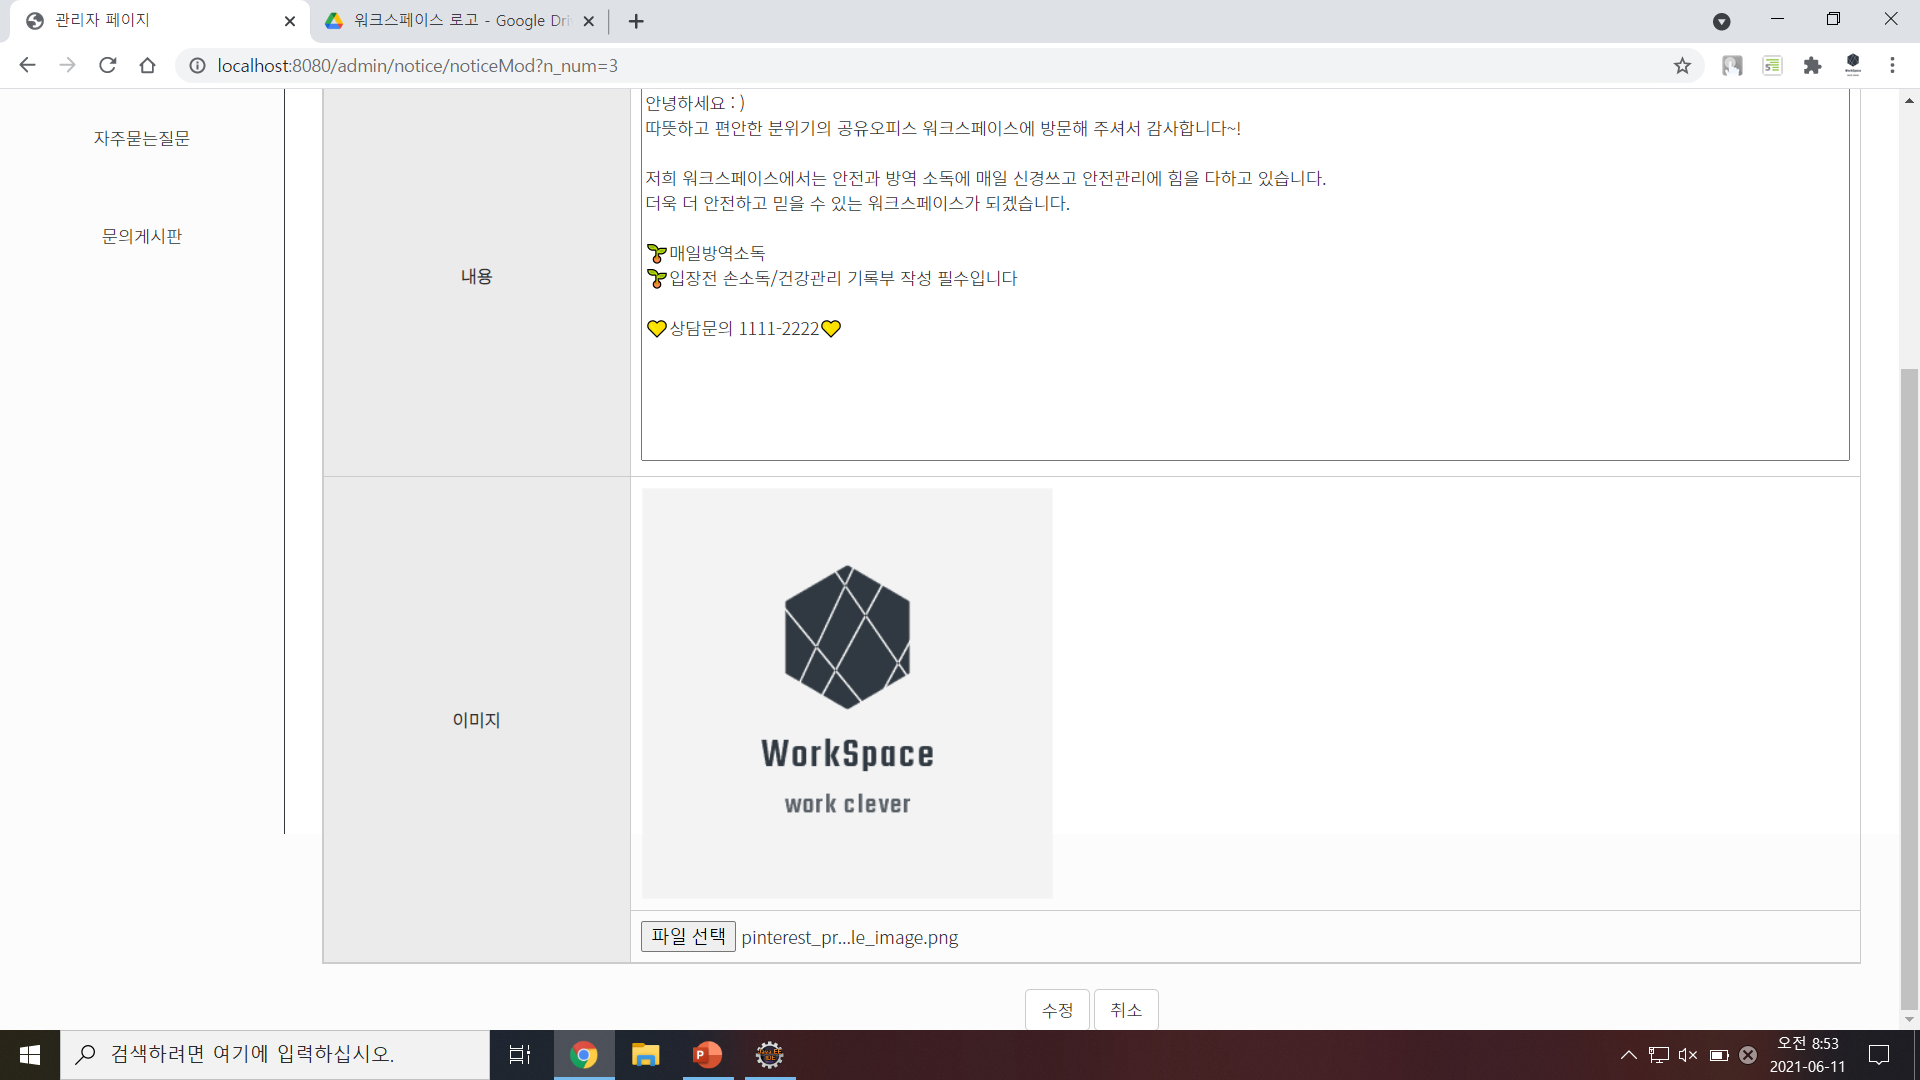 관리자 페이지
워크스페이스 로고 - Google Dri
localhost:8080/admin/notice/noticeMod?n_num=3
자주묻는질문
문의게시판
내용
안녕하세요 : )
따뜻하고 편안한 분위기의 공유오피스 워크스페이스에 방문해 주셔서 감사합니다~!
저희 워크스페이스에서는 안전과 방역 소독에 매일 신경쓰고 안전관리에 힘을 다하고 있습니다.
더욱 더 안전하고 믿을 수 있는 워크스페이스가 되겠습니다.
🌱매일방역소독
🌱입장전 손소독/건강관리 기록부 작성 필수입니다
💛상담문의 1111-2222💛
이미지
WorkSpace
work clever
파일 선택 pinterest_pr...le_image.png
수정 취소
검색하려면 여기에 입력하십시오.
오전 8:53
2021-06-11